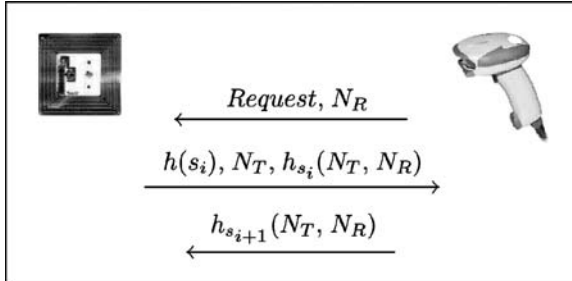 Request, N_R
h(s_i), N_T, h_{s_i}(N_T, N_R)
h_{s_{i+1}}(N_T, N_R)